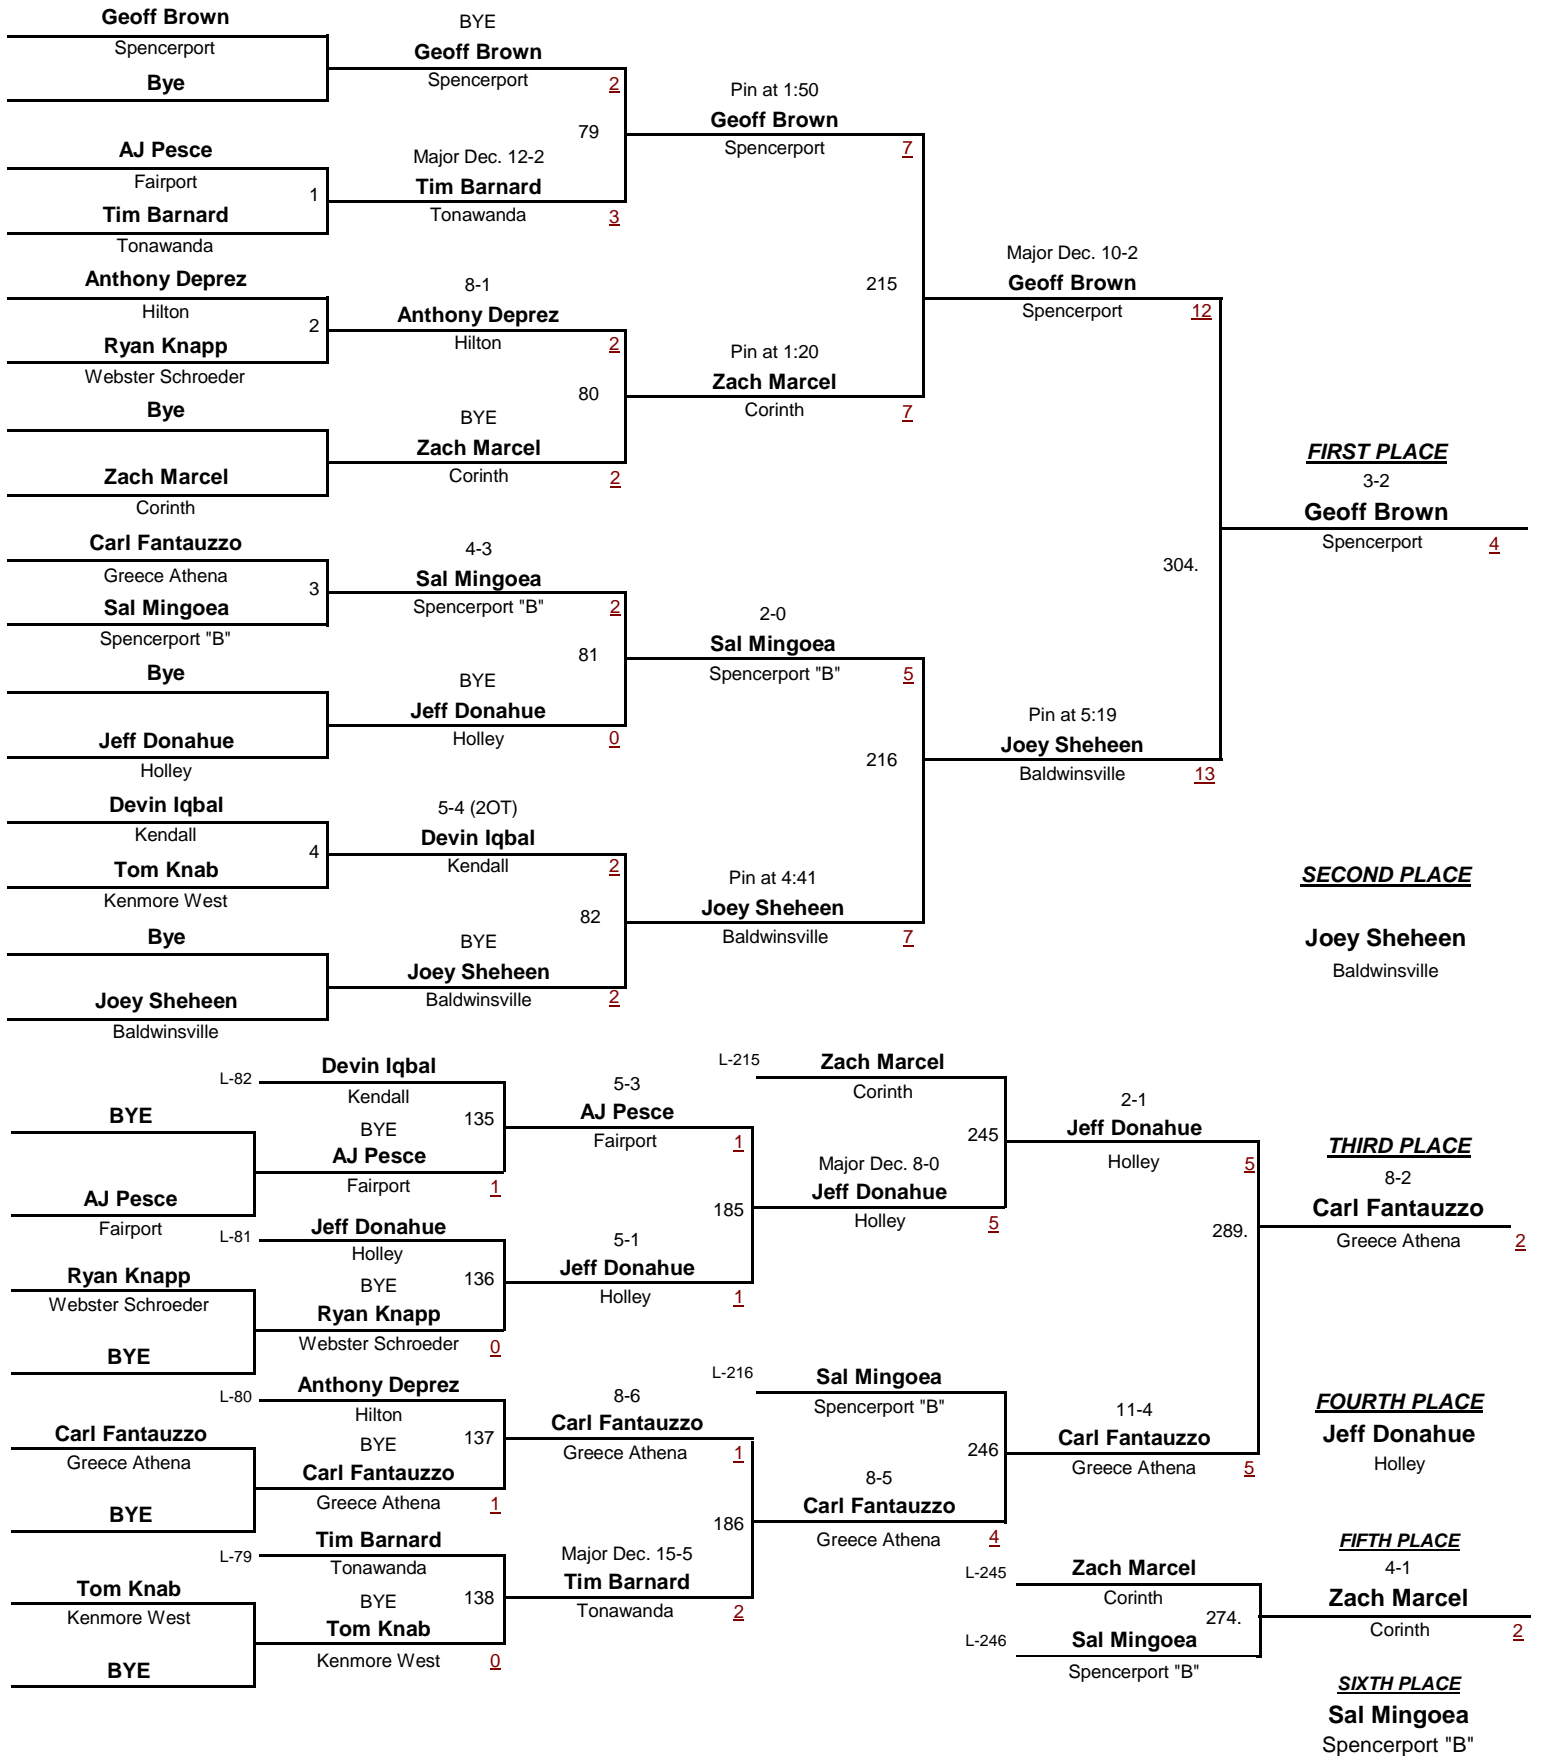 Geoff Brown
Spencerport
Bye
AJ Pesce
Fairport
1
Tim Barnard
Tonawanda
Anthony Deprez
Hilton
2
Ryan Knapp
Webster Schroeder
Bye
Zach Marcel
Corinth
Carl Fantauzzo
Greece Athena
3
Sal Mingoea
Spencerport "B"
Bye
Jeff Donahue
Holley
Devin Iqbal
Kendall
4
Tom Knab
Kenmore West
Bye
Joey Sheheen
Baldwinsville
BYE
Geoff Brown
Spencerport
2
79
Major Dec. 12-2
Tim Barnard
Tonawanda
3
8-1
Anthony Deprez
Hilton
2
80
BYE
Zach Marcel
Corinth
2
4-3
Sal Mingoea
Spencerport "B"
2
81
BYE
Jeff Donahue
Holley
0
5-4 (2OT)
Devin Iqbal
Kendall
2
82
BYE
Joey Sheheen
Baldwinsville
2
Pin at 1:50
Geoff Brown
Spencerport
7
215
Pin at 1:20
Zach Marcel
Corinth
7
2-0
Sal Mingoea
Spencerport "B"
5
216
Pin at 4:41
Joey Sheheen
Baldwinsville
7
Major Dec. 10-2
Geoff Brown
Spencerport
12
304.
Pin at 5:19
Joey Sheheen
Baldwinsville
13
FIRST PLACE
3-2
Geoff Brown
Spencerport
4
SECOND PLACE
Joey Sheheen
Baldwinsville
BYE
AJ Pesce
Fairport
Ryan Knapp
Webster Schroeder
BYE
Carl Fantauzzo
Greece Athena
BYE
Tom Knab
Kenmore West
BYE
L-82
Devin Iqbal
Kendall
135
BYE
AJ Pesce
Fairport
1
L-81
Jeff Donahue
Holley
136
BYE
Ryan Knapp
Webster Schroeder
0
L-80
Anthony Deprez
Hilton
137
BYE
Carl Fantauzzo
Greece Athena
1
L-79
Tim Barnard
Tonawanda
138
BYE
Tom Knab
Kenmore West
0
5-3
AJ Pesce
Fairport
1
185
5-1
Jeff Donahue
Holley
1
8-6
Carl Fantauzzo
Greece Athena
1
186
Major Dec. 15-5
Tim Barnard
Tonawanda
2
L-215
Zach Marcel
Corinth
245
Major Dec. 8-0
Jeff Donahue
Holley
5
L-216
Sal Mingoea
Spencerport "B"
246
8-5
Carl Fantauzzo
Greece Athena
4
2-1
Jeff Donahue
Holley
5
289.
11-4
Carl Fantauzzo
Greece Athena
5
L-245
Zach Marcel
Corinth
274.
L-246
Sal Mingoea
Spencerport "B"
THIRD PLACE
8-2
Carl Fantauzzo
Greece Athena
2
FOURTH PLACE
Jeff Donahue
Holley
FIFTH PLACE
4-1
Zach Marcel
Corinth
2
SIXTH PLACE
Sal Mingoea
Spencerport "B"